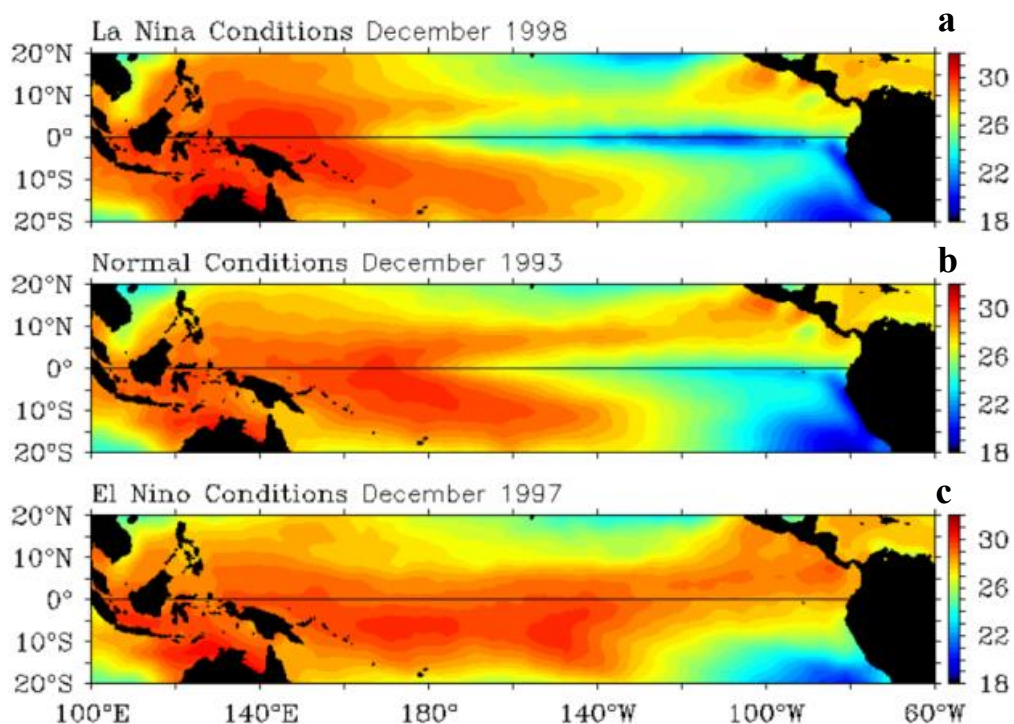 La Nina Conditions December 1998 a
20°N
10°N
0°
10°S
20°S
30
26
22
18
Normal Conditions December 1993 b
20°N
10°N
0°
10°S
20°S
30
26
22
18
El Nino Conditions December 1997 c
20°N
10°N
0°
10°S
20°S
30
26
22
18
100°E 140°E 180° 140°W 100°W 60°W